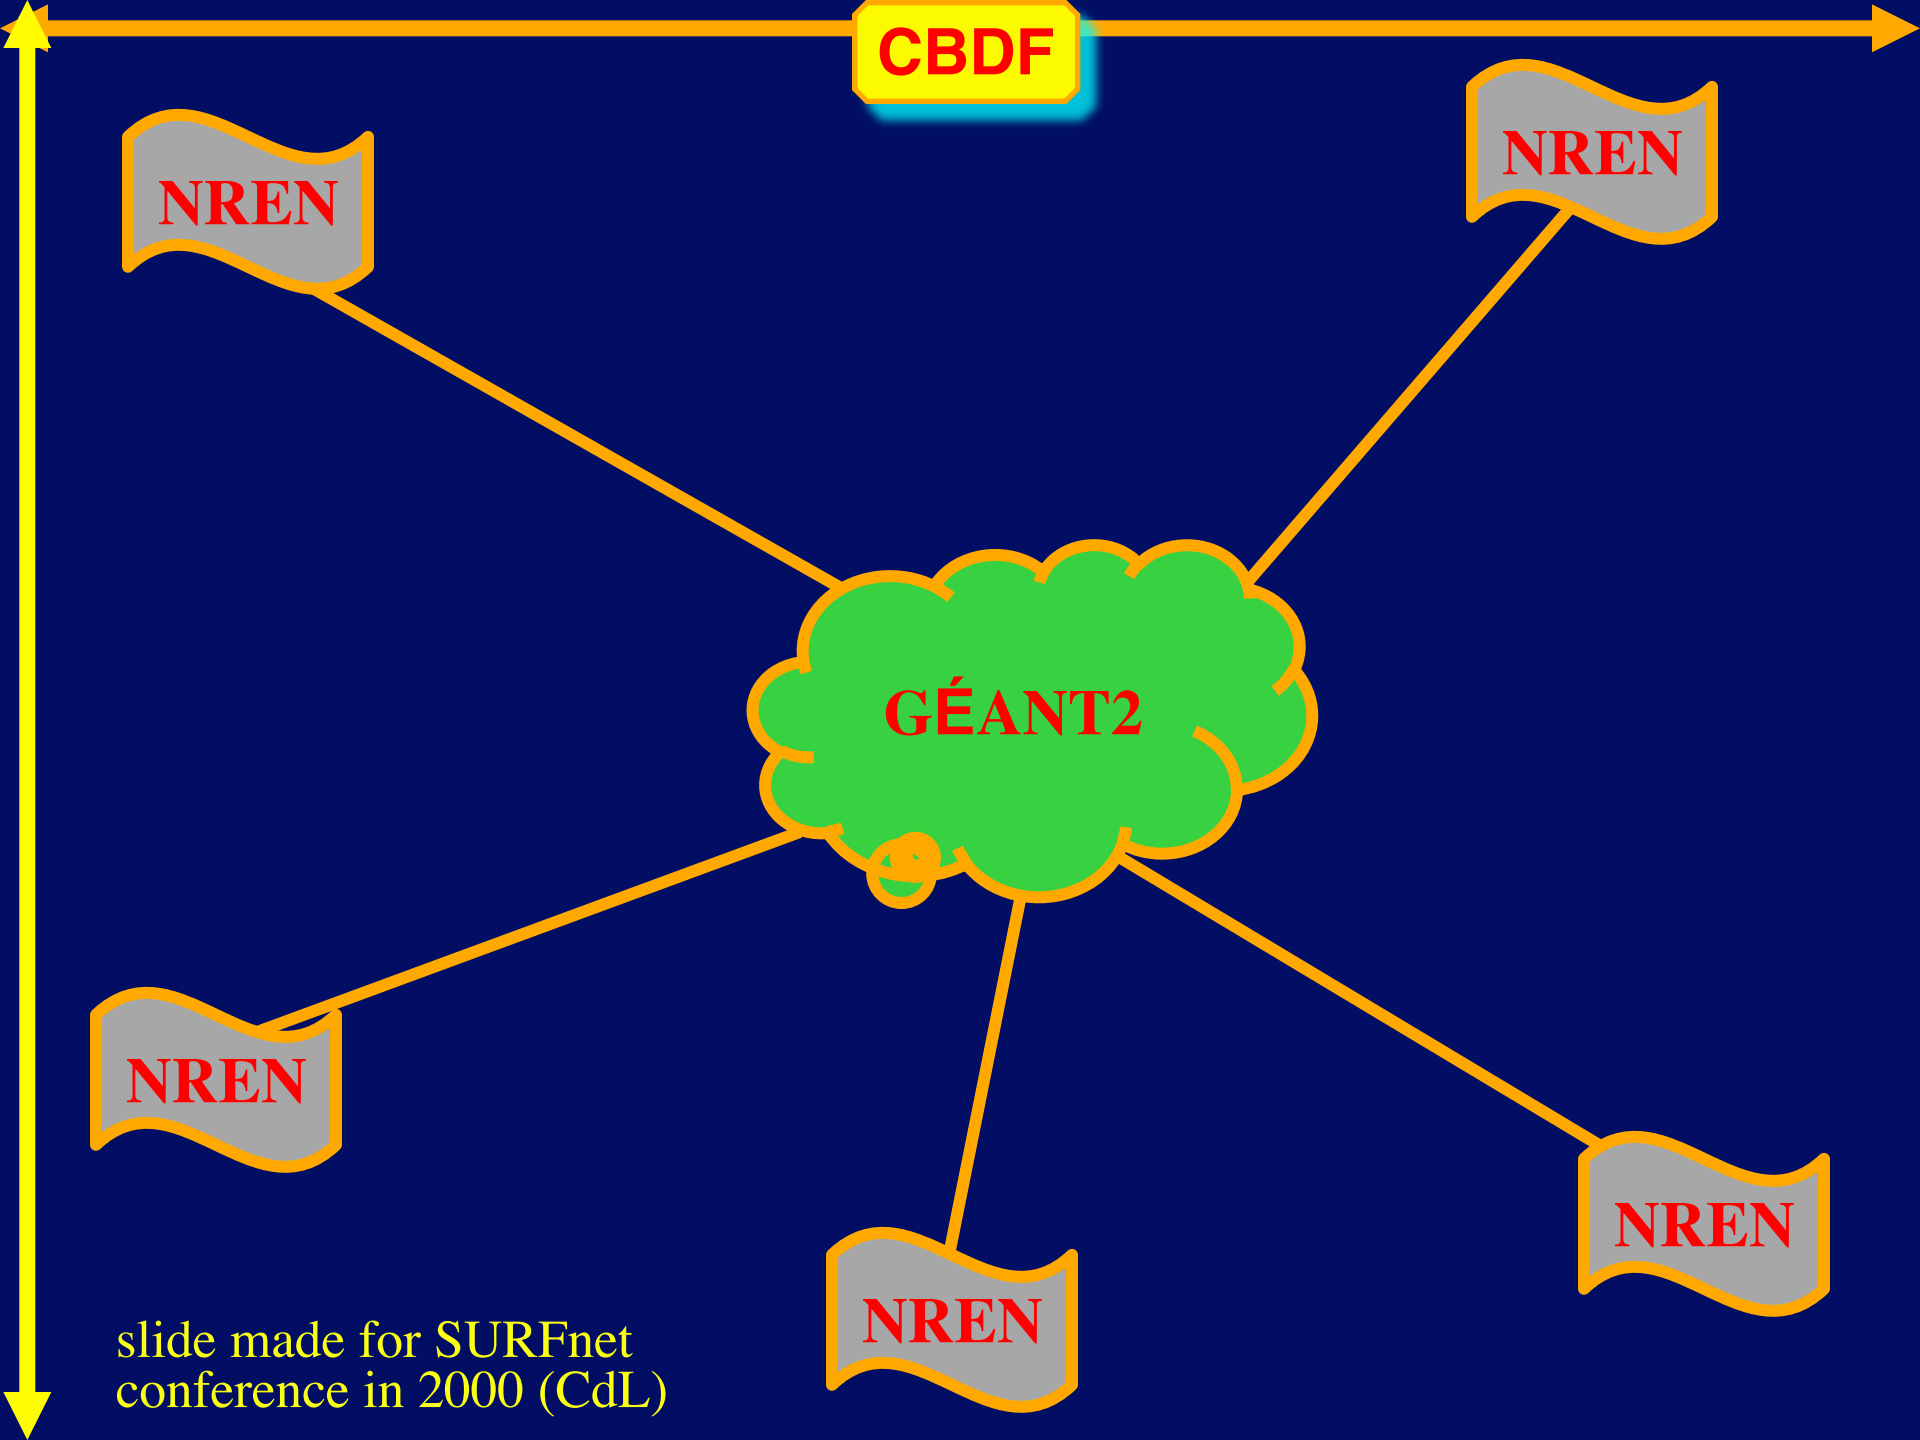 CBDF
NREN
NREN
GÉANT2
NREN
NREN
NREN
slide made for SURFnet
conference in 2000 (CdL)